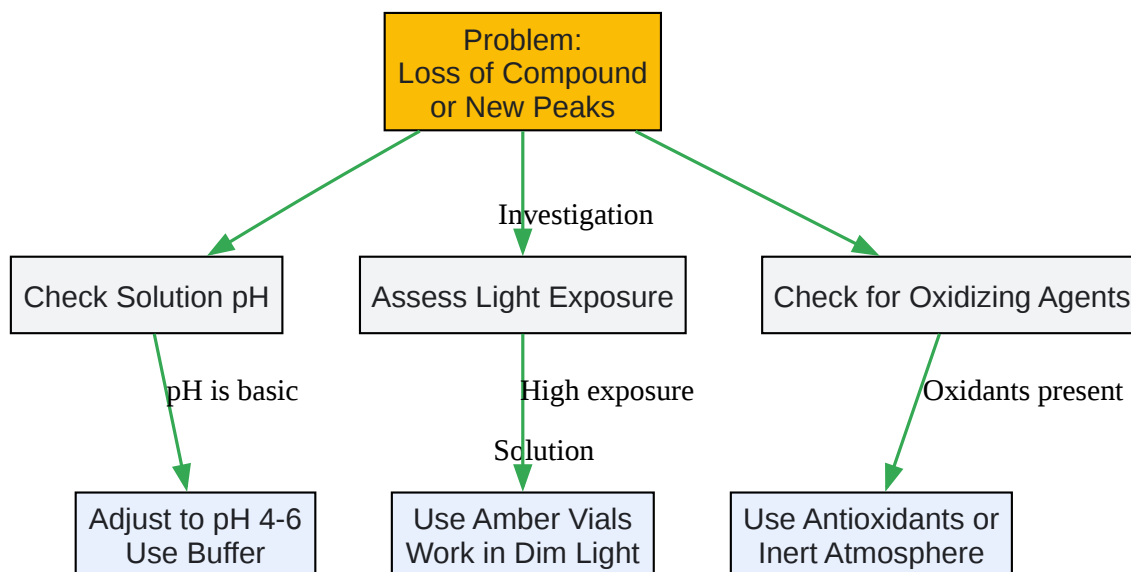 Problem:
Loss of Compound
or New Peaks
Investigation
Check Solution pH
Assess Light Exposure
Check for Oxidizing Agents
pH is basic
High exposure
Oxidants present
Solution
Adjust to pH 4-6
Use Buffer
Use Amber Vials
Work in Dim Light
Use Antioxidants or
Inert Atmosphere